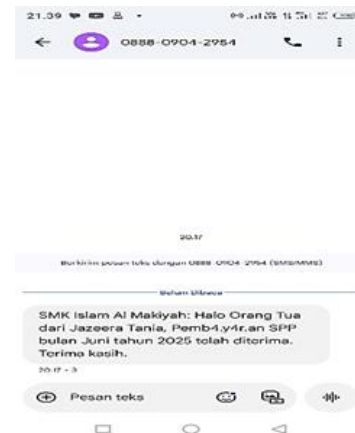 21.39
0888-0904-2954
20.17
Berkirim pesan teks dengan 0888-0904-2954 (SMS/MMS)
Belum Dibaca
SMK Islam Al Makiyah: Halo Orang Tua
dari Jazeera Tania, Pemb4.y4r.an SPP
bulan Juni tahun 2025 telah diterima.
Terima kasih.
20.17 • 3
Pesan teks